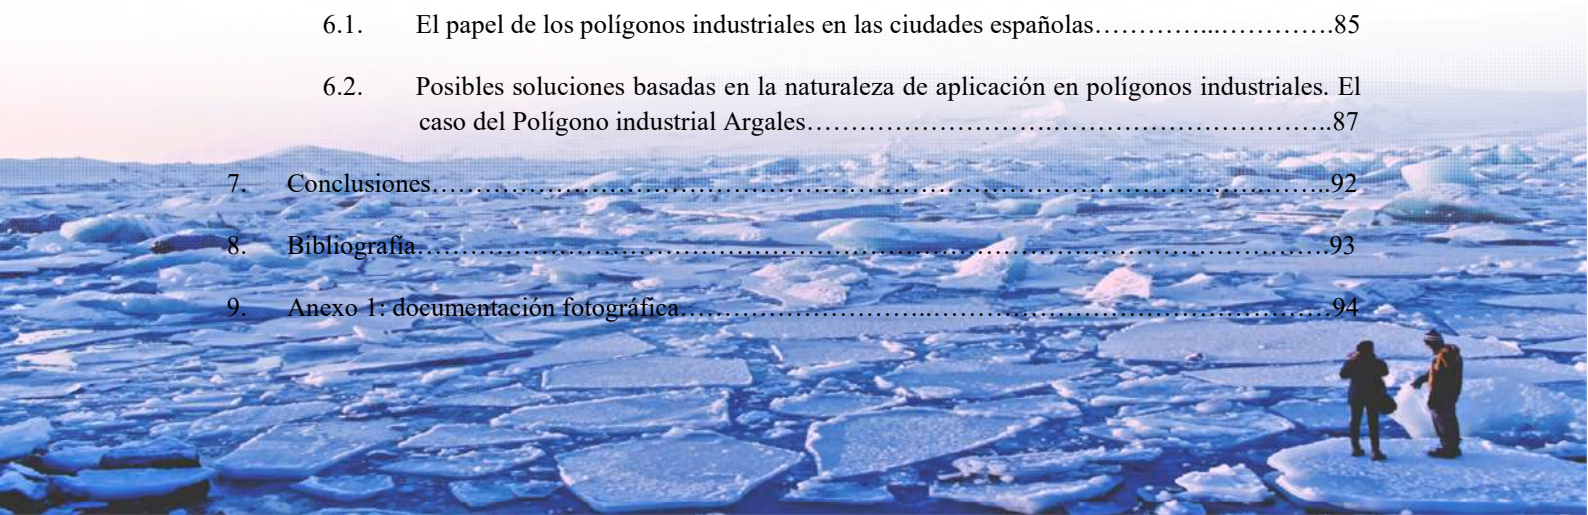 6.1. El papel de los polígonos industriales en las ciudades españolas…………...………….85
6.2. Posibles soluciones basadas en la naturaleza de aplicación en polígonos industriales. El
caso del Polígono industrial Argales…………………………………………………..87
7. Conclusiones…………………………………………………………………………………..92
8. Bibliografía…………………………………………………………………………………….93
9. Anexo 1: documentación fotográfica……………………..……………………………………94